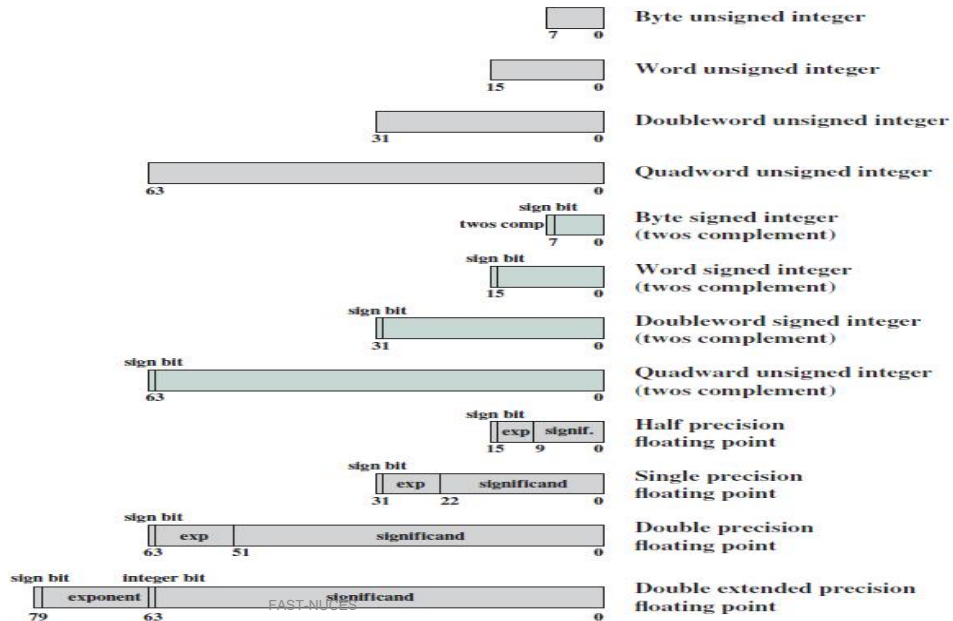 Byte unsigned integer
7 0
Word unsigned integer
15 0
Doubleword unsigned integer
31 0
Quadword unsigned integer
63 0
sign bit
twos comp
Byte signed integer
(twos complement)
7 0
sign bit
Word signed integer
(twos complement)
15 0
sign bit
Doubleword signed integer
(twos complement)
31 0
sign bit
Quadward unsigned integer
(twos complement)
63 0
sign bit
exp signif.
Half precision
floating point
15 9 0
sign bit
exp significand
Single precision
floating point
31 22 0
sign bit
exp significand
Double precision
floating point
63 51 0
sign bit integer bit
exponent significand
Double extended precision
floating point
FAST-NUCES
79 63 0